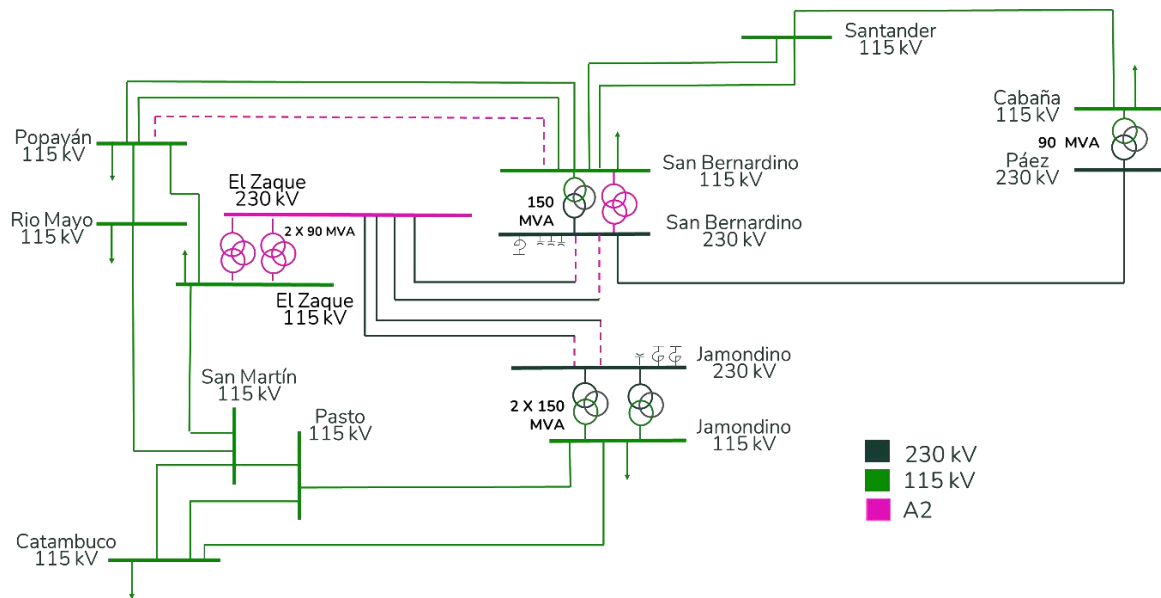 Santander
115 kV
Cabaña
115 kV
90 MVA
Páez
230 kV
Popayán
115 kV
San Bernardino
115 kV
El Zaque
230 kV
150
MVA
San Bernardino
230 kV
Rio Mayo
115 kV
2 X 90 MVA
El Zaque
115 kV
Jamondino
230 kV
San Martín
115 kV
Pasto
115 kV
2 X 150
MVA
Jamondino
115 kV
230 kV
115 kV
A2
Catambuco
115 kV